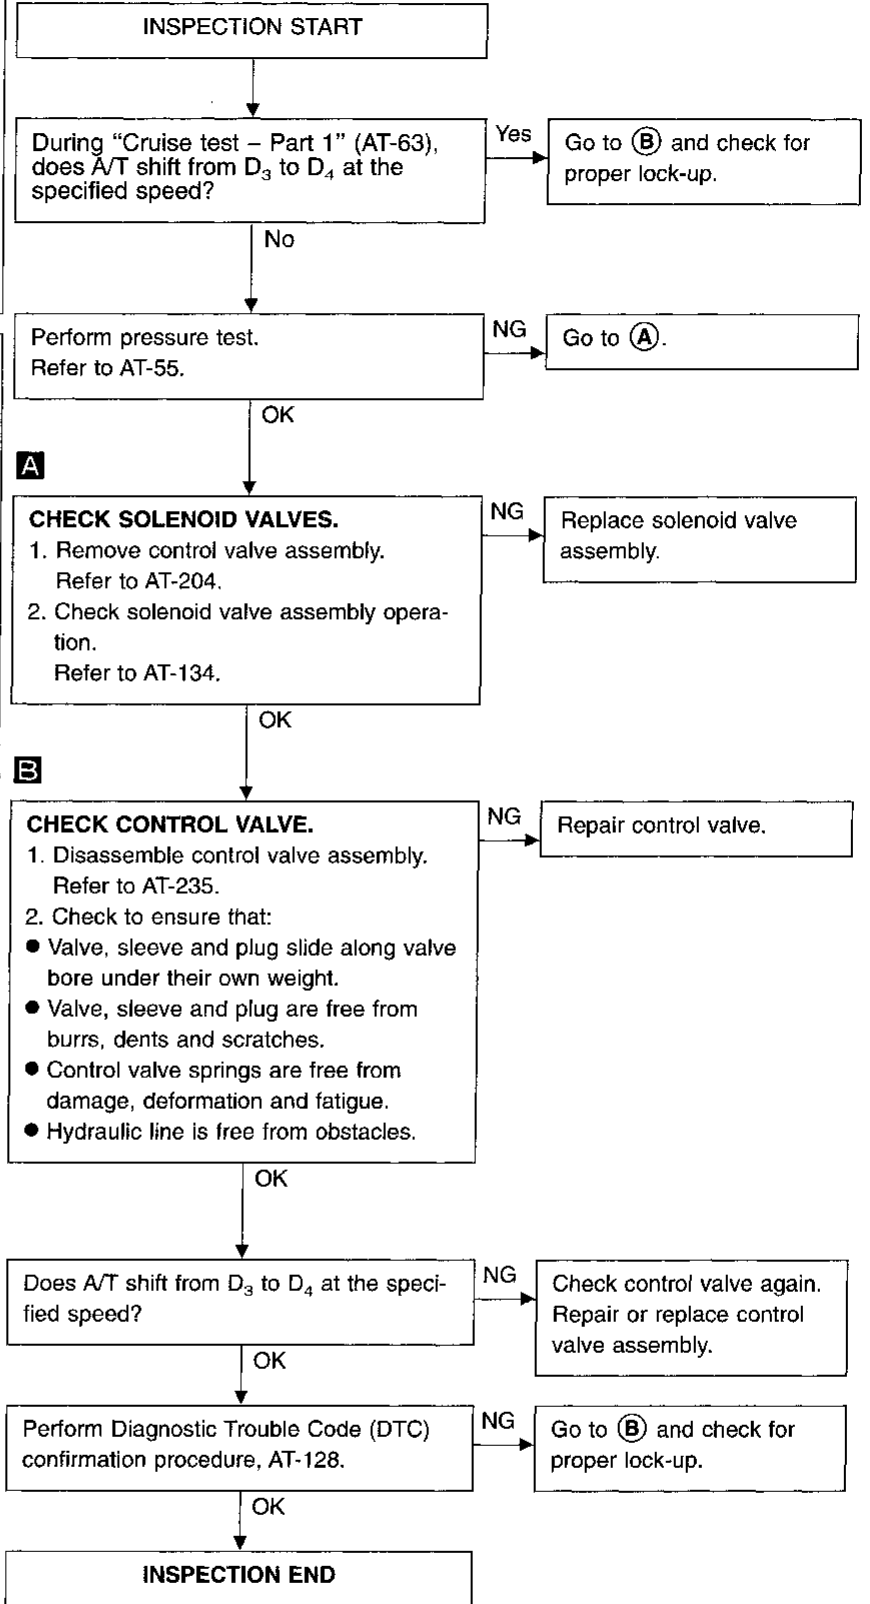 INSPECTION START
During “Cruise test – Part 1” (AT-63),
does A/T shift from D₃ to D₄ at the
specified speed?
Yes
Go to Ⓑ and check for
proper lock-up.
No
Perform pressure test.
Refer to AT-55.
NG
Go to Ⓐ.
OK
A
CHECK SOLENOID VALVES.
1. Remove control valve assembly.
Refer to AT-204.
2. Check solenoid valve assembly opera-
tion.
Refer to AT-134.
NG
Replace solenoid valve
assembly.
OK
B
CHECK CONTROL VALVE.
1. Disassemble control valve assembly.
Refer to AT-235.
2. Check to ensure that:
● Valve, sleeve and plug slide along valve
bore under their own weight.
● Valve, sleeve and plug are free from
burrs, dents and scratches.
● Control valve springs are free from
damage, deformation and fatigue.
● Hydraulic line is free from obstacles.
NG
Repair control valve.
OK
Does A/T shift from D₃ to D₄ at the speci-
fied speed?
NG
Check control valve again.
Repair or replace control
valve assembly.
OK
Perform Diagnostic Trouble Code (DTC)
confirmation procedure, AT-128.
NG
Go to Ⓑ and check for
proper lock-up.
OK
INSPECTION END